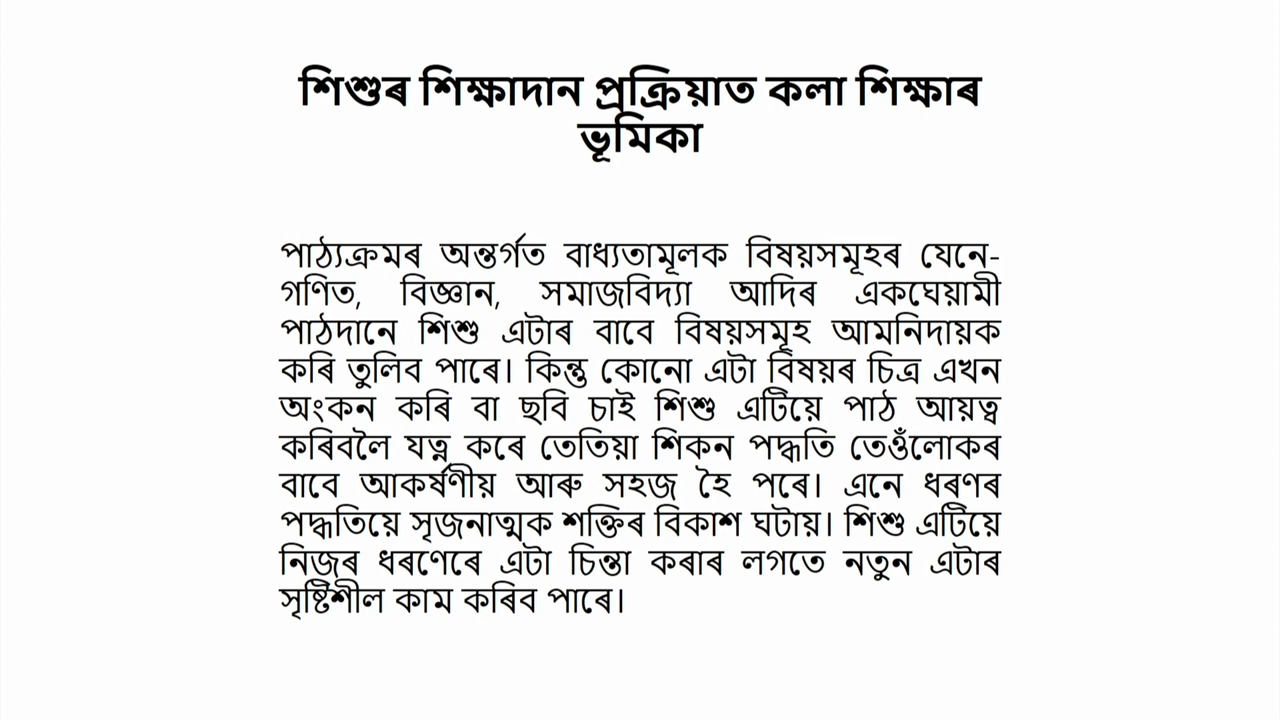 শিশুৰ শিক্ষাদান প্ৰক্ৰিয়াত কলা শিক্ষাৰ
ভূমিকা
পাঠ্যক্ৰমৰ অন্তৰ্গত বাধ্যতামূলক বিষয়সমূহৰ যেনে-
গণিত, বিজ্ঞান, সমাজবিদ্যা আদিৰ একঘেয়ামী
পাঠদানে শিশু এটাৰ বাবে বিষয়সমূহ আমনিদায়ক
কৰি তুলিব পাৰে। কিন্তু কোনো এটা বিষয়ৰ চিত্ৰ এখন
অংকন কৰি বা ছবি চাই শিশু এটিয়ে পাঠ আয়ত্ব
কৰিবলৈ যত্ন কৰে তেতিয়া শিকন পদ্ধতি তেওঁলোকৰ
বাবে আকৰ্ষণীয় আৰু সহজ হৈ পৰে। এনে ধৰণৰ
পদ্ধতিয়ে সৃজনাত্মক শক্তিৰ বিকাশ ঘটায়। শিশু এটিয়ে
নিজৰ ধৰণেৰে এটা চিন্তা কৰাৰ লগতে নতুন এটাৰ
সৃষ্টিশীল কাম কৰিব পাৰে।